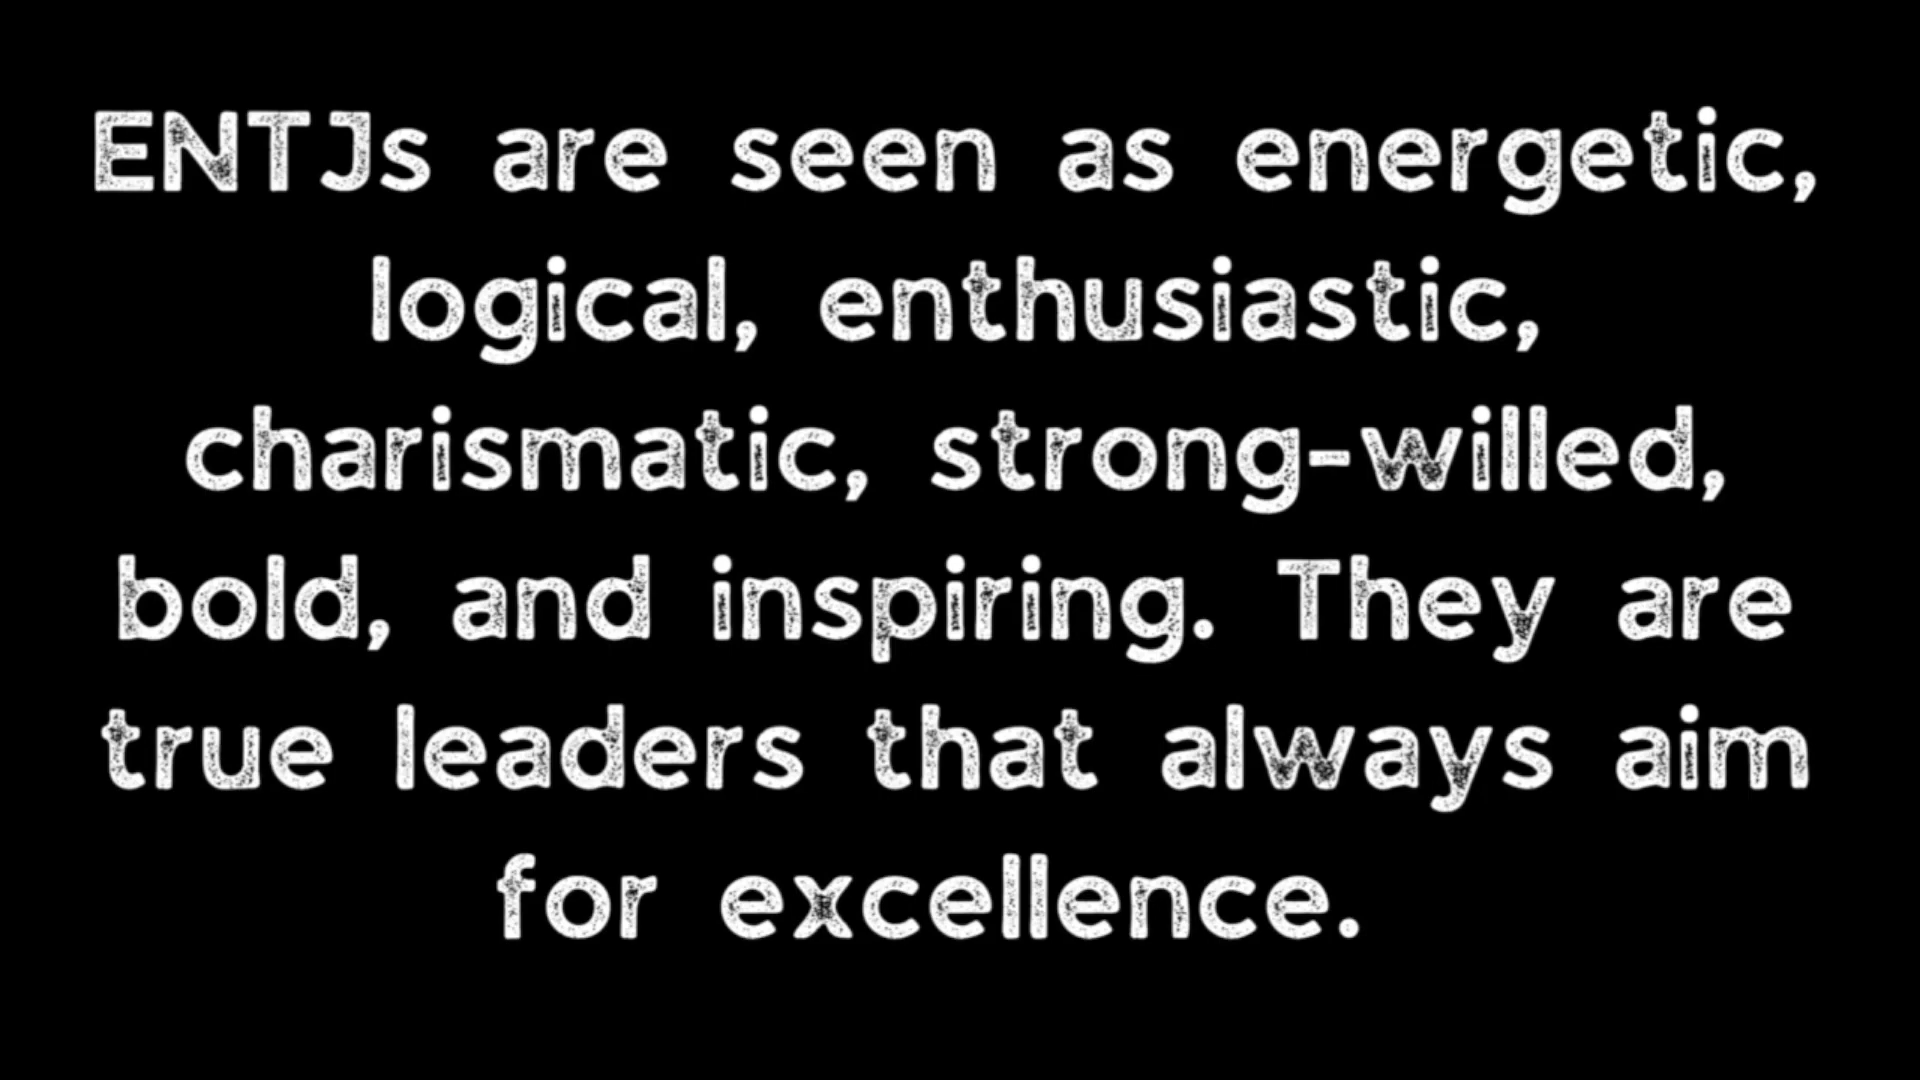 ENTJs are seen as energetic,
logical, enthusiastic,
charismatic, strong-willed,
bold, and inspiring. They are
true leaders that always aim
for excellence.